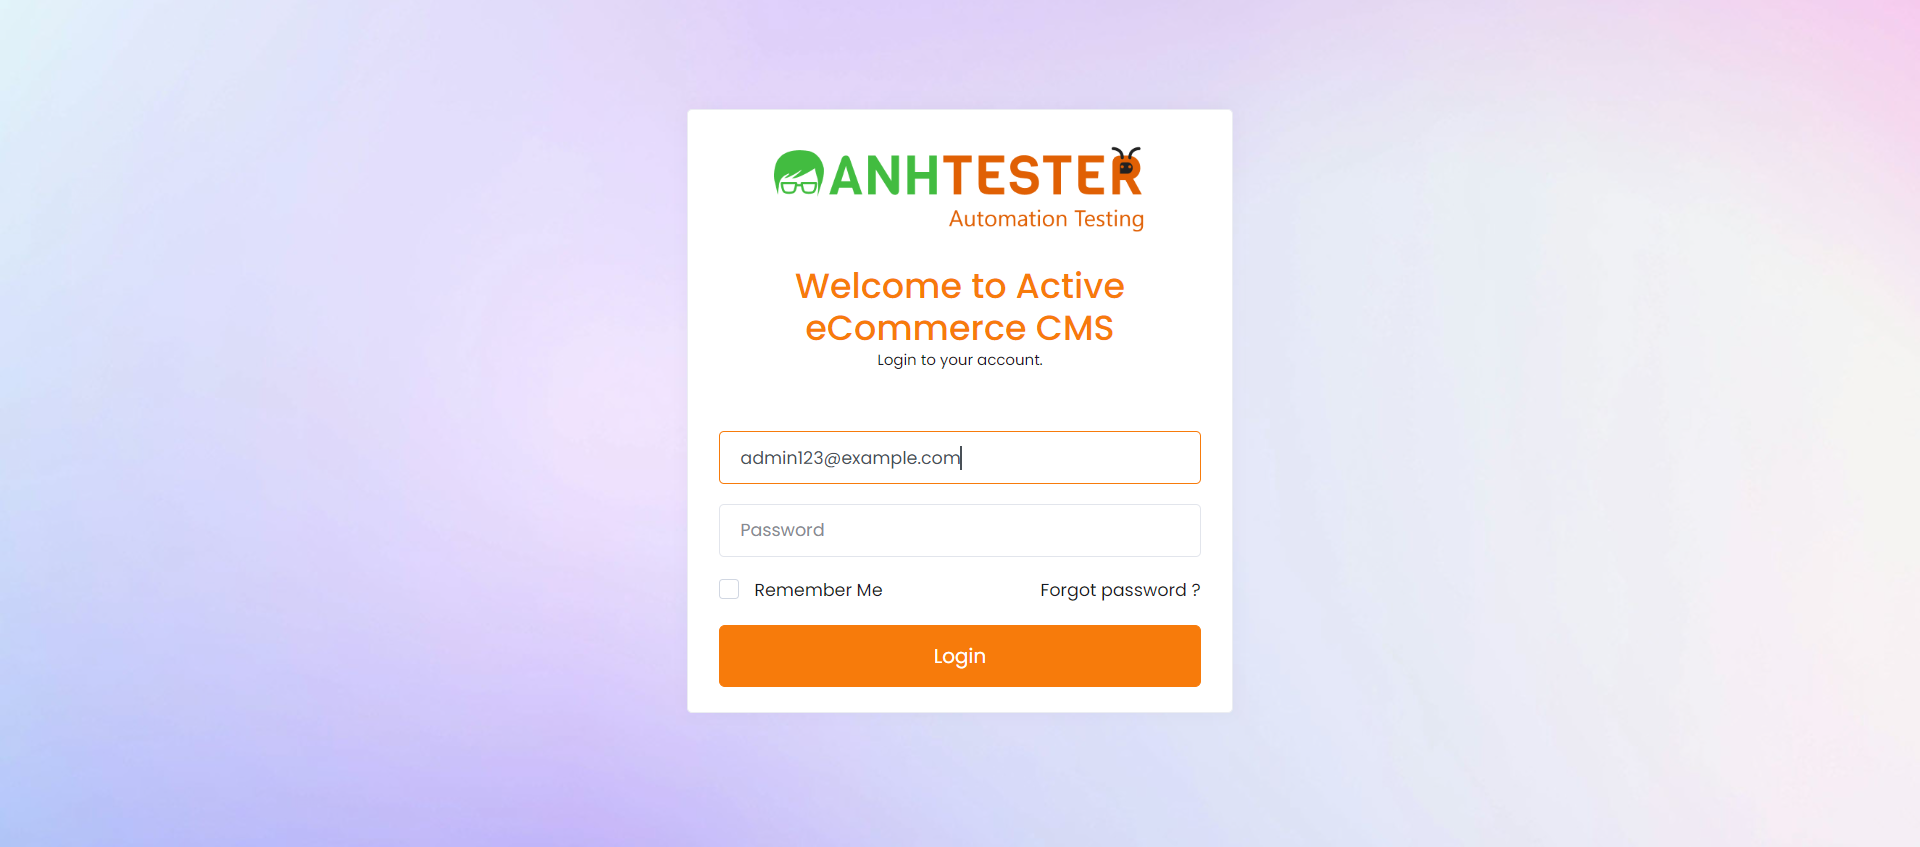 ANHTESTER
Automation Testing
Welcome to Active
eCommerce CMS
Login to your account.
admin123@example.com
Password
Remember Me
Forgot password ?
Login